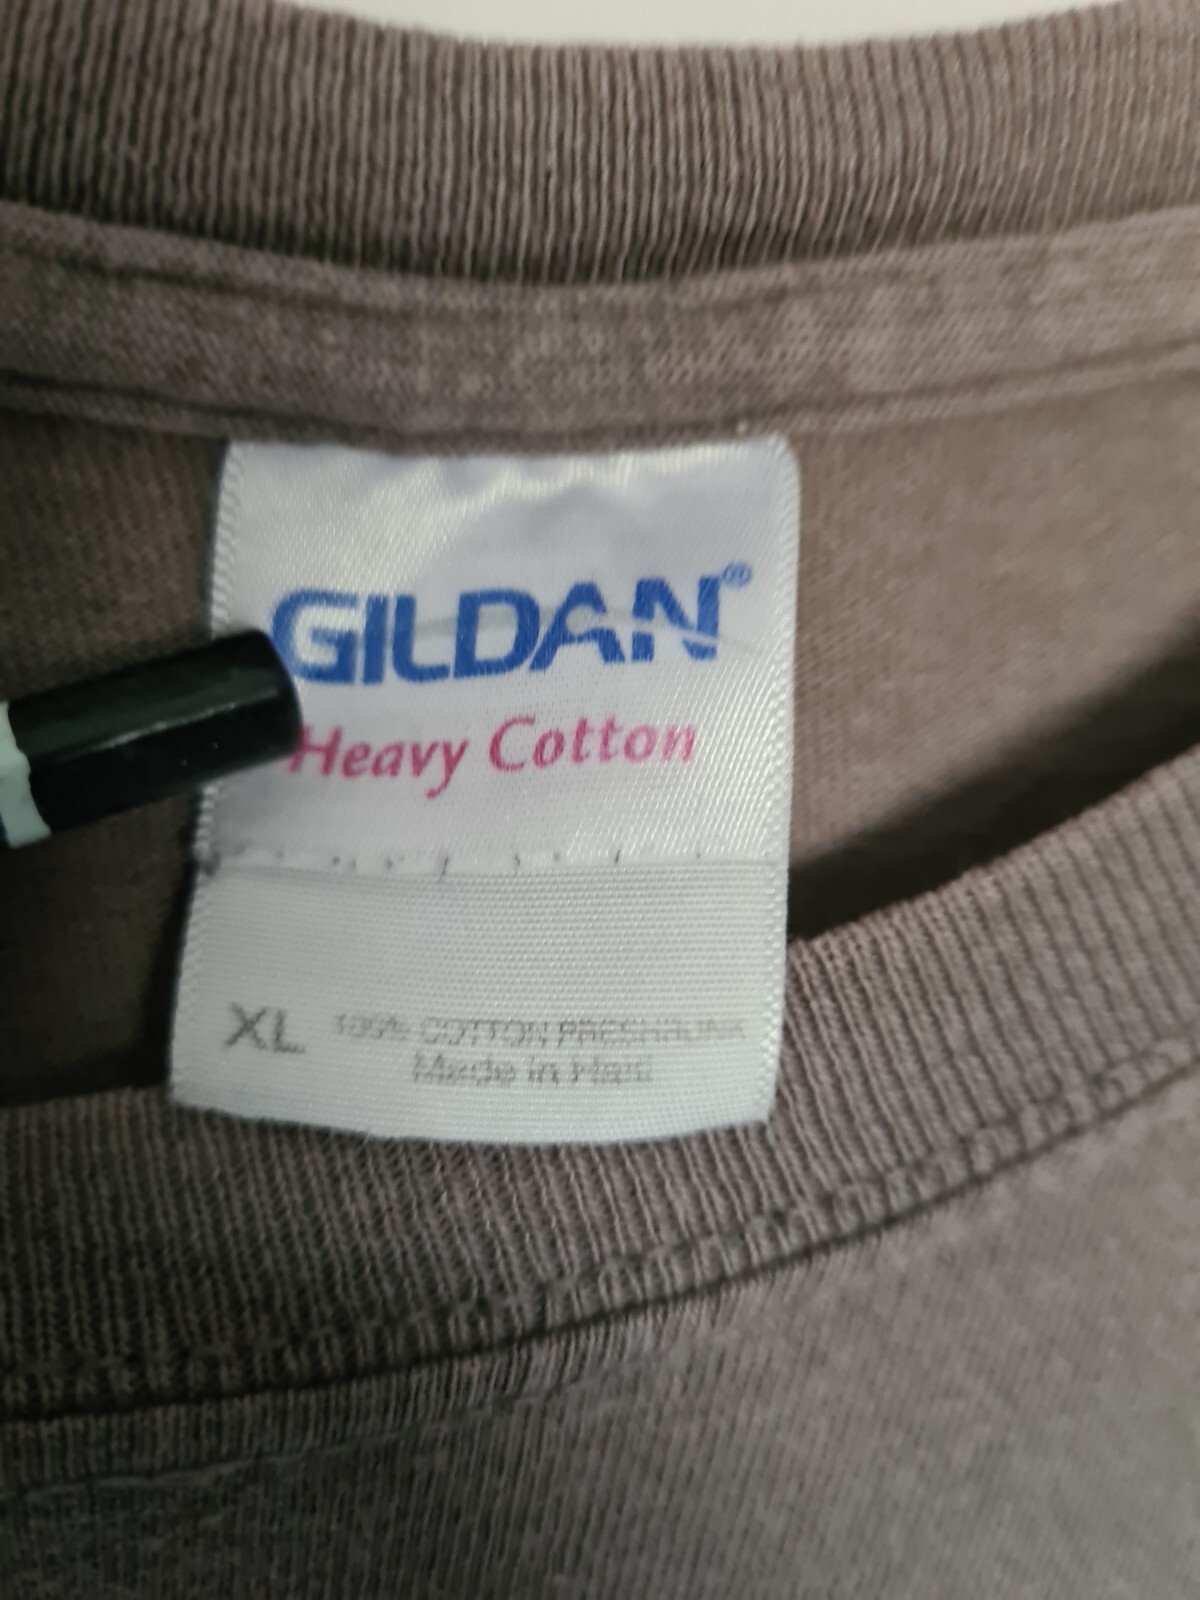 GILDAN®
Heavy Cotton
XL 100% COTTON PRESHRUNK
Made in Haiti